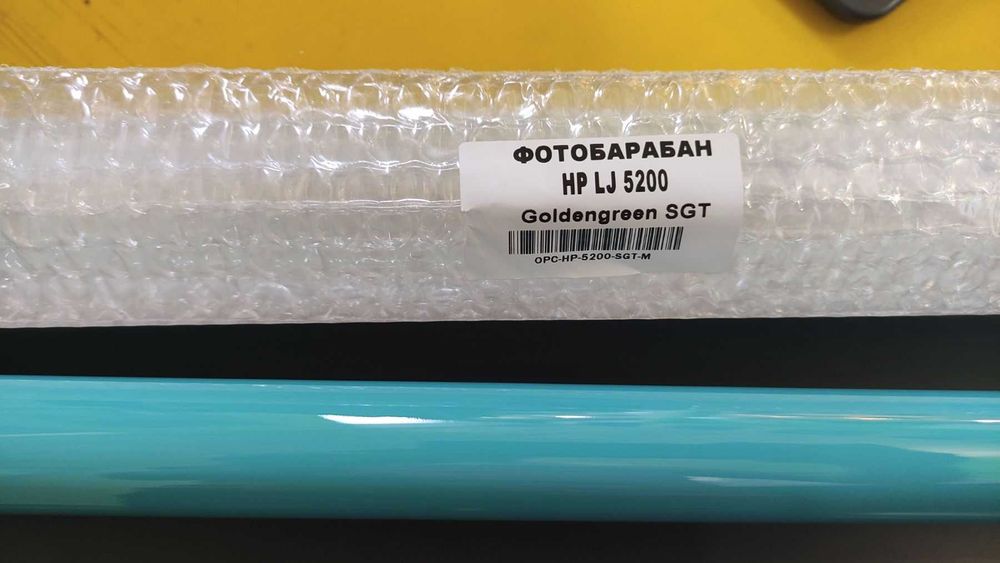 ФОТОБАРАБАН
HP LJ 5200
Goldengreen SGT
OPC-HP-5200-SGT-M